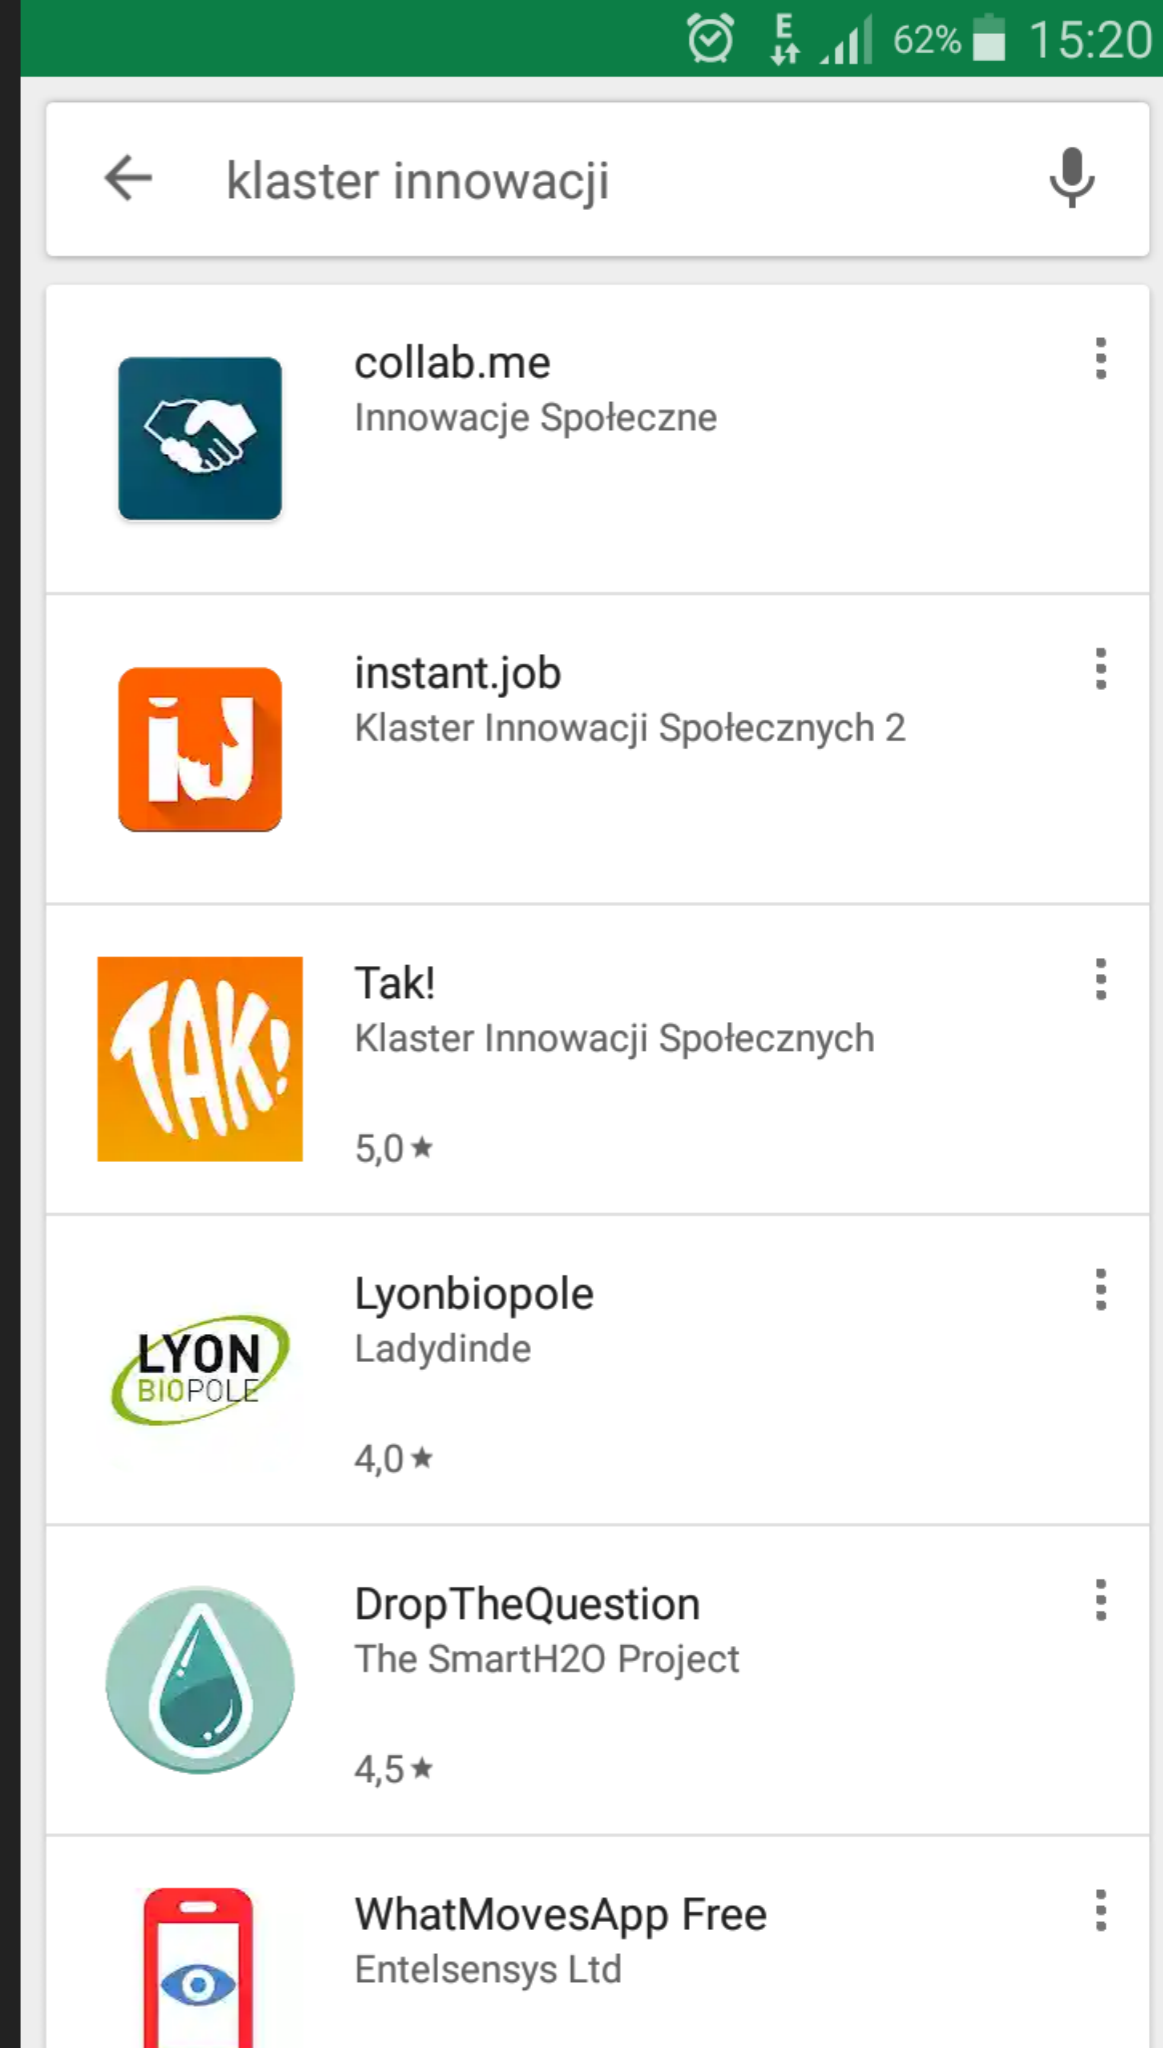 E
62%
15:20
klaster innowacji
collab.me
Innowacje Społeczne
iJ
instant.job
Klaster Innowacji Społecznych 2
TAK!
Tak!
Klaster Innowacji Społecznych
5,0★
LYON
BIOPOLE
Lyonbiopole
Ladydinde
4,0★
DropTheQuestion
The SmartH2O Project
4,5★
WhatMovesApp Free
Entelsensys Ltd